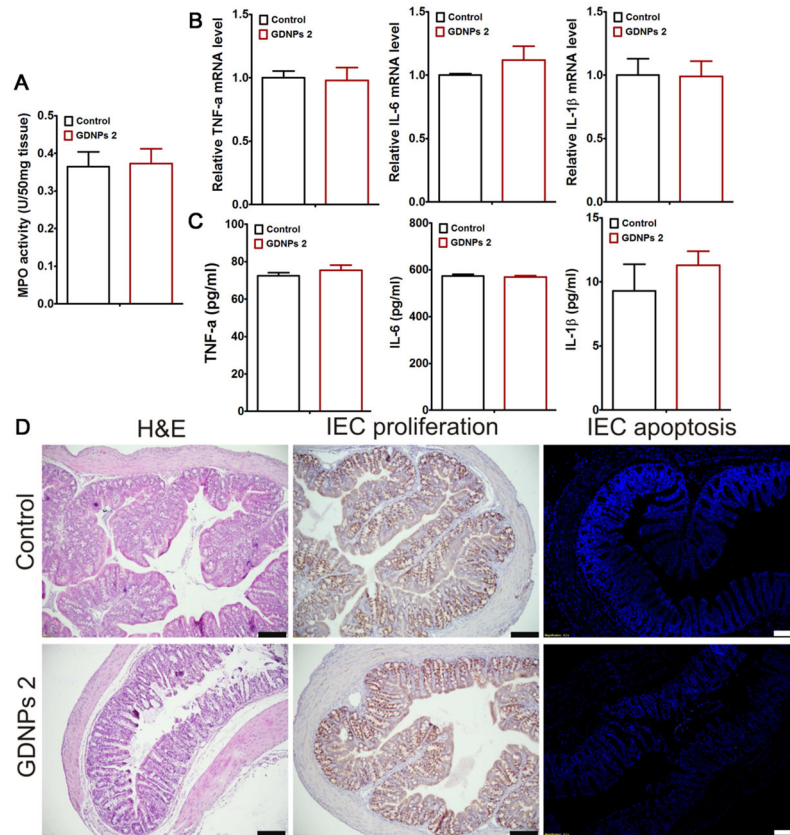 A
MPO activity (U/50mg tissue)
0.5
0.4
0.3
0.2
0.1
0.0
Control
GDNPs 2
B
Relative TNF-a mRNA level
1.5
1.0
0.5
0.0
Control
GDNPs 2
Relative IL-6 mRNA level
1.5
1.0
0.5
0.0
Control
GDNPs 2
Relative IL-1β mRNA level
1.5
1.0
0.5
0.0
Control
GDNPs 2
C
TNF-a (pg/ml)
100
80
60
40
20
0
Control
GDNPs 2
IL-6 (pg/ml)
800
600
400
200
0
Control
GDNPs 2
IL-1β (pg/ml)
15
10
5
0
Control
GDNPs 2
D
H&E
IEC proliferation
IEC apoptosis
Control
GDNPs 2